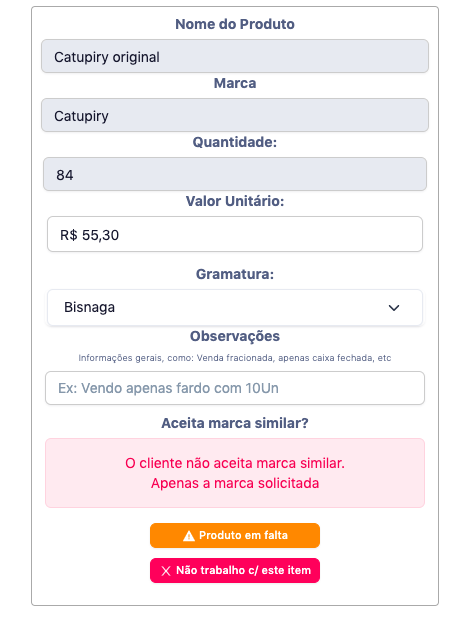 Nome do Produto
Catupiry original
Marca
Catupiry
Quantidade:
84
Valor Unitário:
R$ 55,30
Gramatura:
Bisnaga
Observações
Informações gerais, como: Venda fracionada, apenas caixa fechada, etc
Ex: Vendo apenas fardo com 10Un
Aceita marca similar?
O cliente não aceita marca similar.
Apenas a marca solicitada
Produto em falta
Não trabalho c/ este item